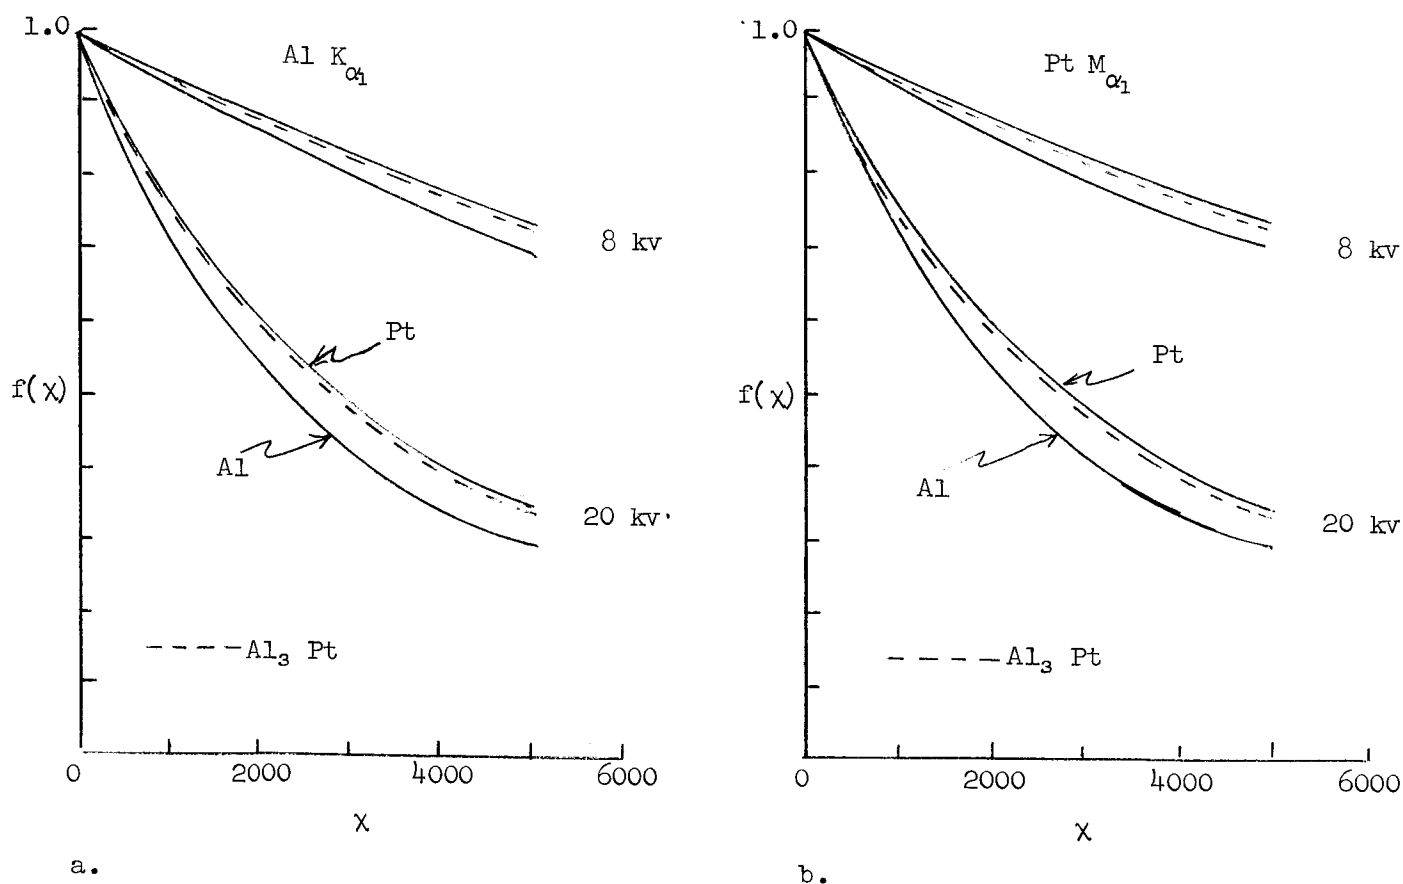 1.0
Al Kα1
f(χ)
Pt
Al
8 kv
20 kv
Al3 Pt
0 2000 4000 6000
χ
a.
1.0
Pt Mα1
f(χ)
Pt
Al
8 kv
20 kv
Al3 Pt
0 2000 4000 6000
χ
b.